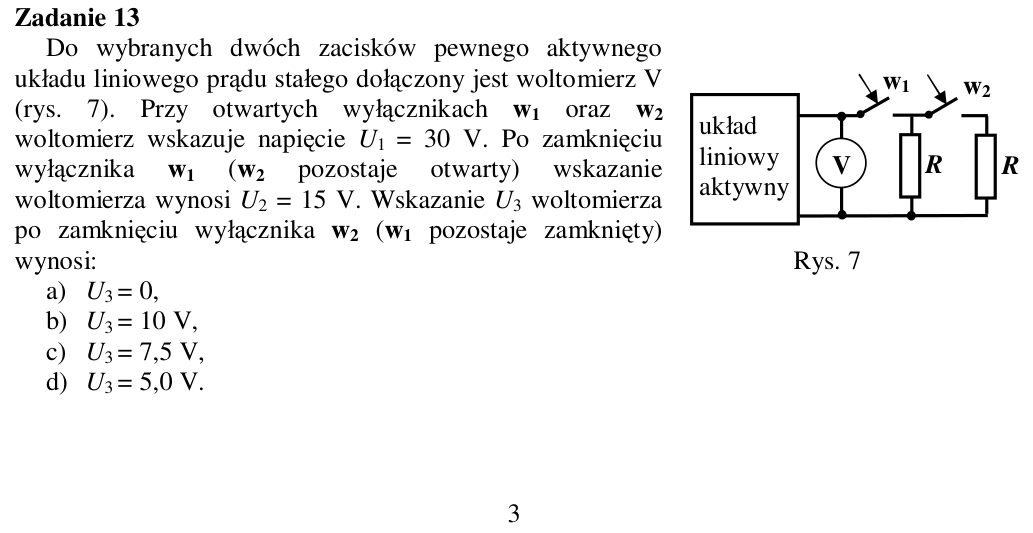 Zadanie 13
Do wybranych dwóch zacisków pewnego aktywnego
układu liniowego prądu stałego dołączony jest woltomierz V
(rys. 7). Przy otwartych wyłącznikach w1 oraz w2
woltomierz wskazuje napięcie U1 = 30 V. Po zamknięciu
wyłącznika w1 (w2 pozostaje otwarty) wskazanie
woltomierza wynosi U2 = 15 V. Wskazanie U3 woltomierza
po zamknięciu wyłącznika w2 (w1 pozostaje zamknięty)
wynosi:
a) U3 = 0,
b) U3 = 10 V,
c) U3 = 7,5 V,
d) U3 = 5,0 V.
w1
w2
układ
liniowy
aktywny
V
R
R
Rys. 7
3